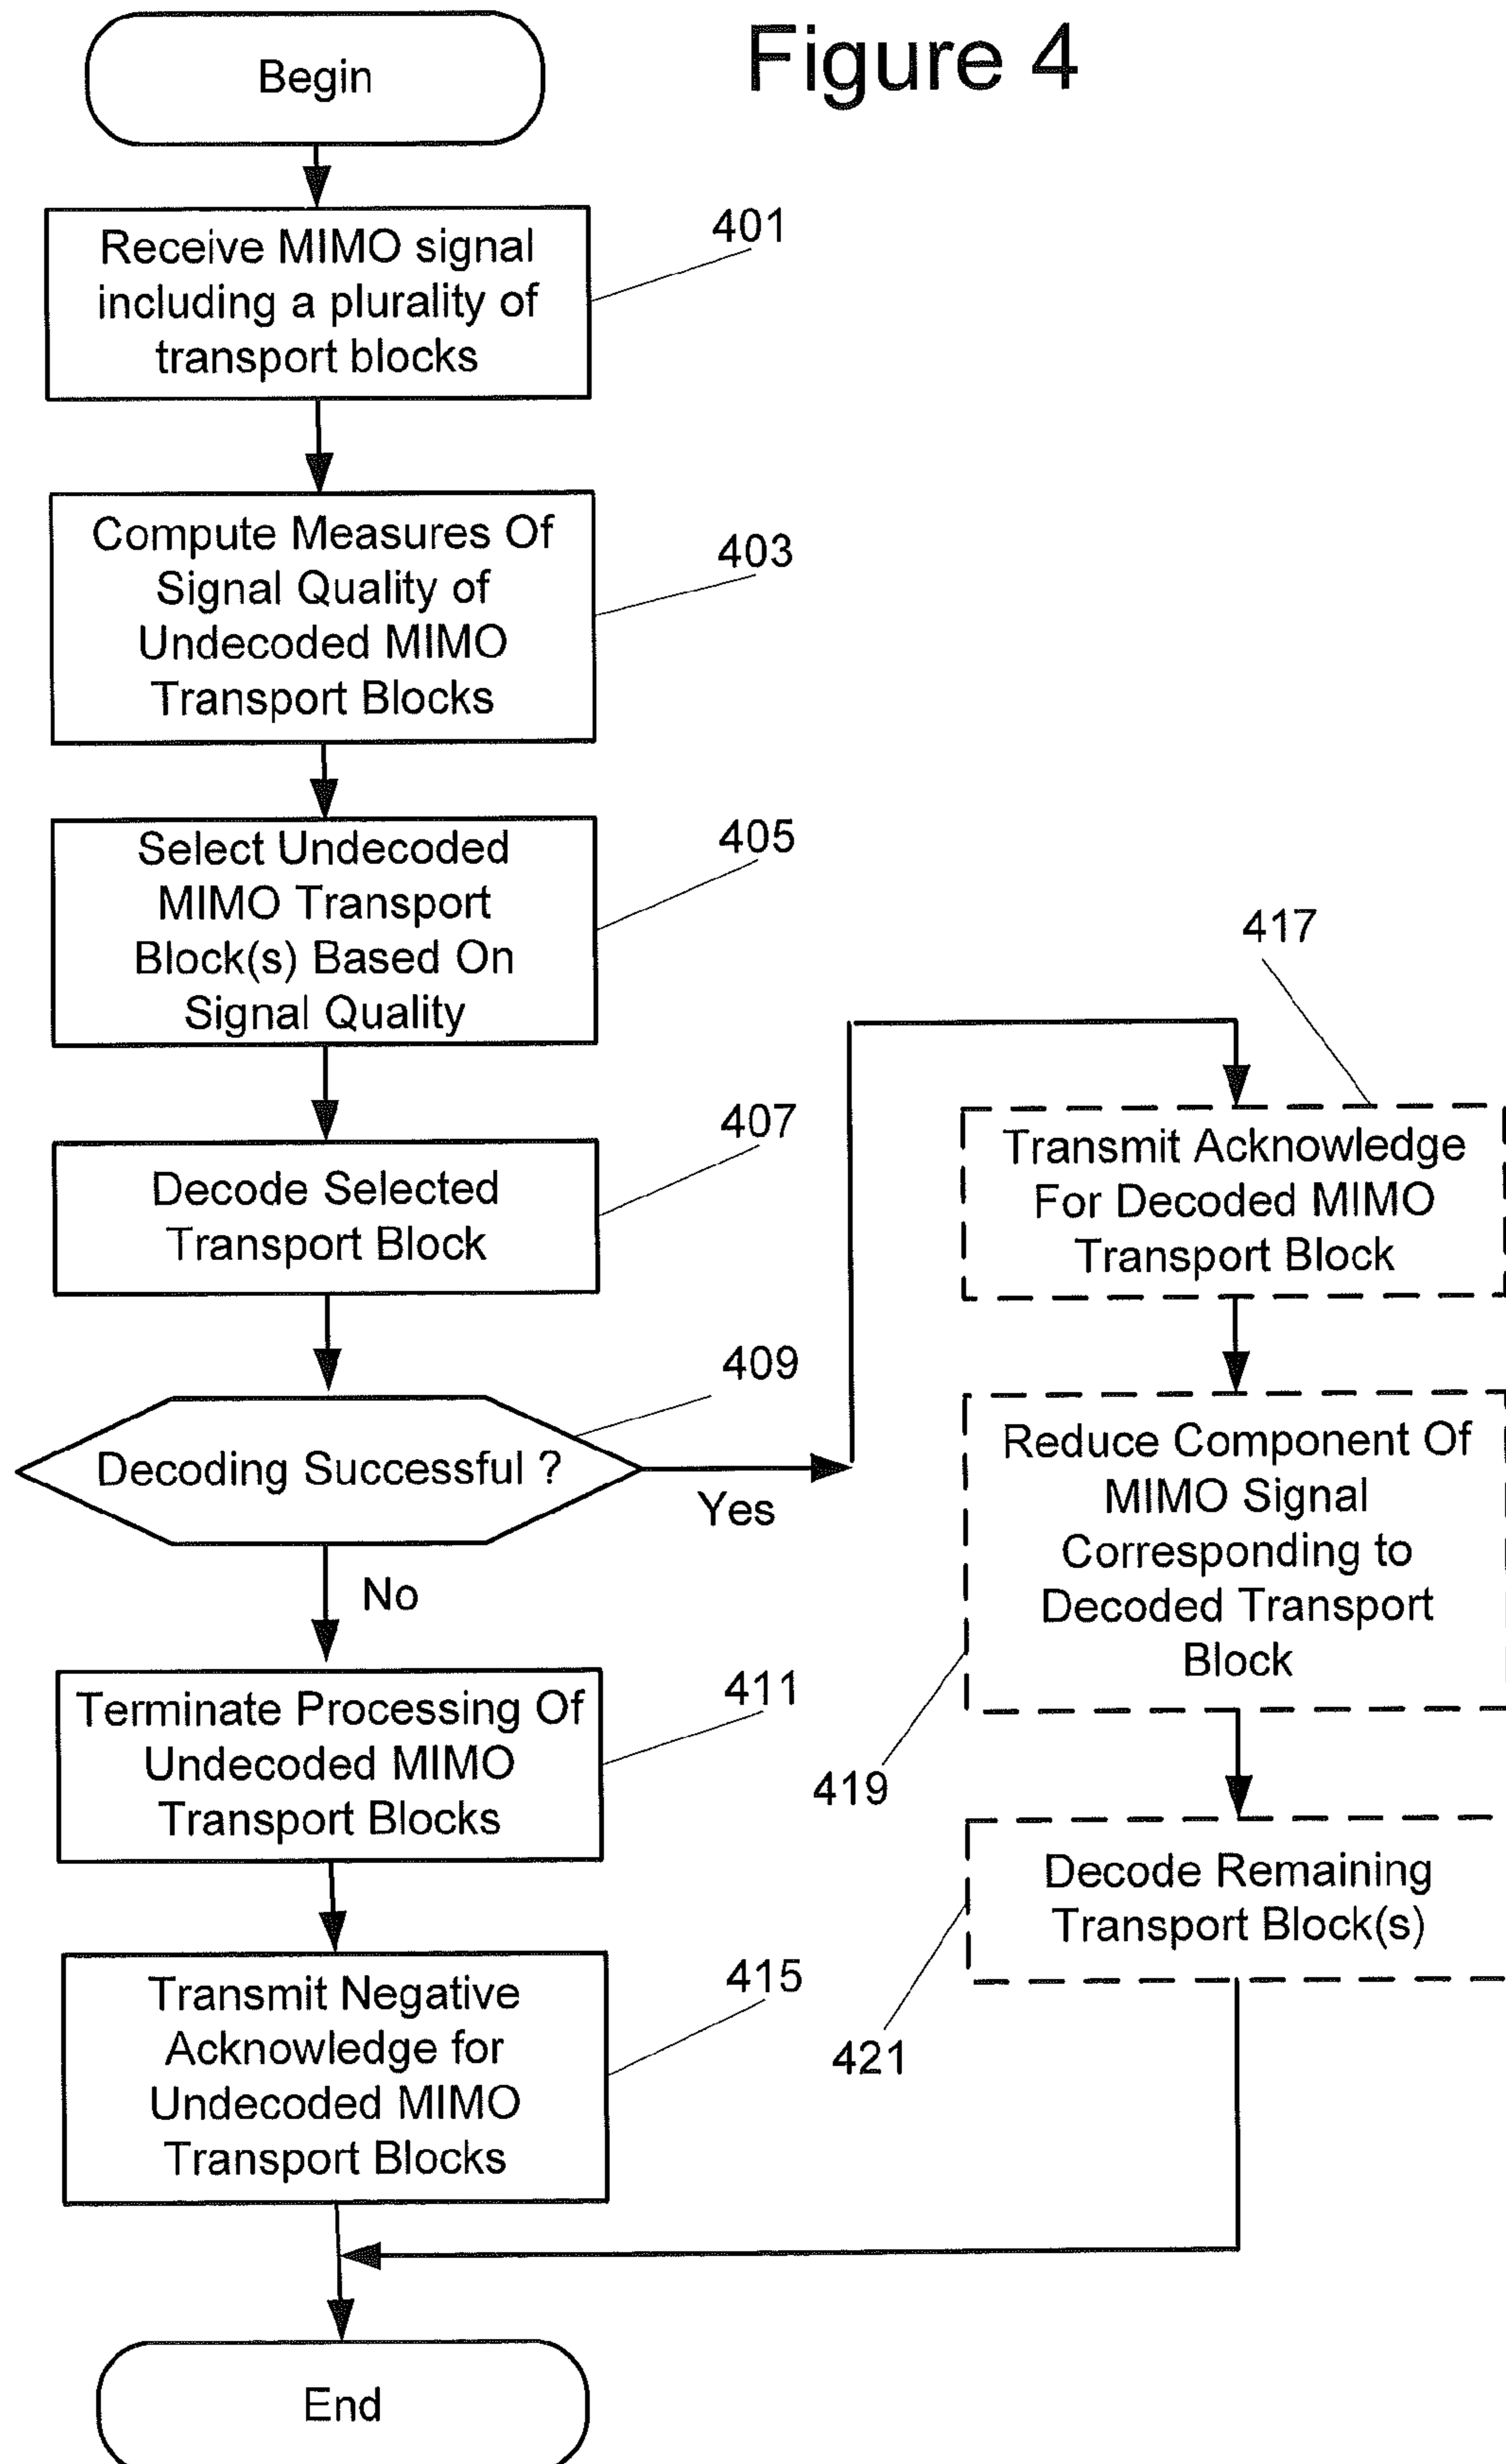 Figure 4
Begin
Receive MIMO signal
including a plurality of
transport blocks
401
Compute Measures Of
Signal Quality of
Undecoded MIMO
Transport Blocks
403
Select Undecoded
MIMO Transport
Block(s) Based On
Signal Quality
405
Decode Selected
Transport Block
407
Decoding Successful ?
409
Yes
No
Terminate Processing Of
Undecoded MIMO
Transport Blocks
411
Transmit Negative
Acknowledge for
Undecoded MIMO
Transport Blocks
415
417
Transmit Acknowledge
For Decoded MIMO
Transport Block
Reduce Component Of
MIMO Signal
Corresponding to
Decoded Transport
Block
419
Decode Remaining
Transport Block(s)
421
End